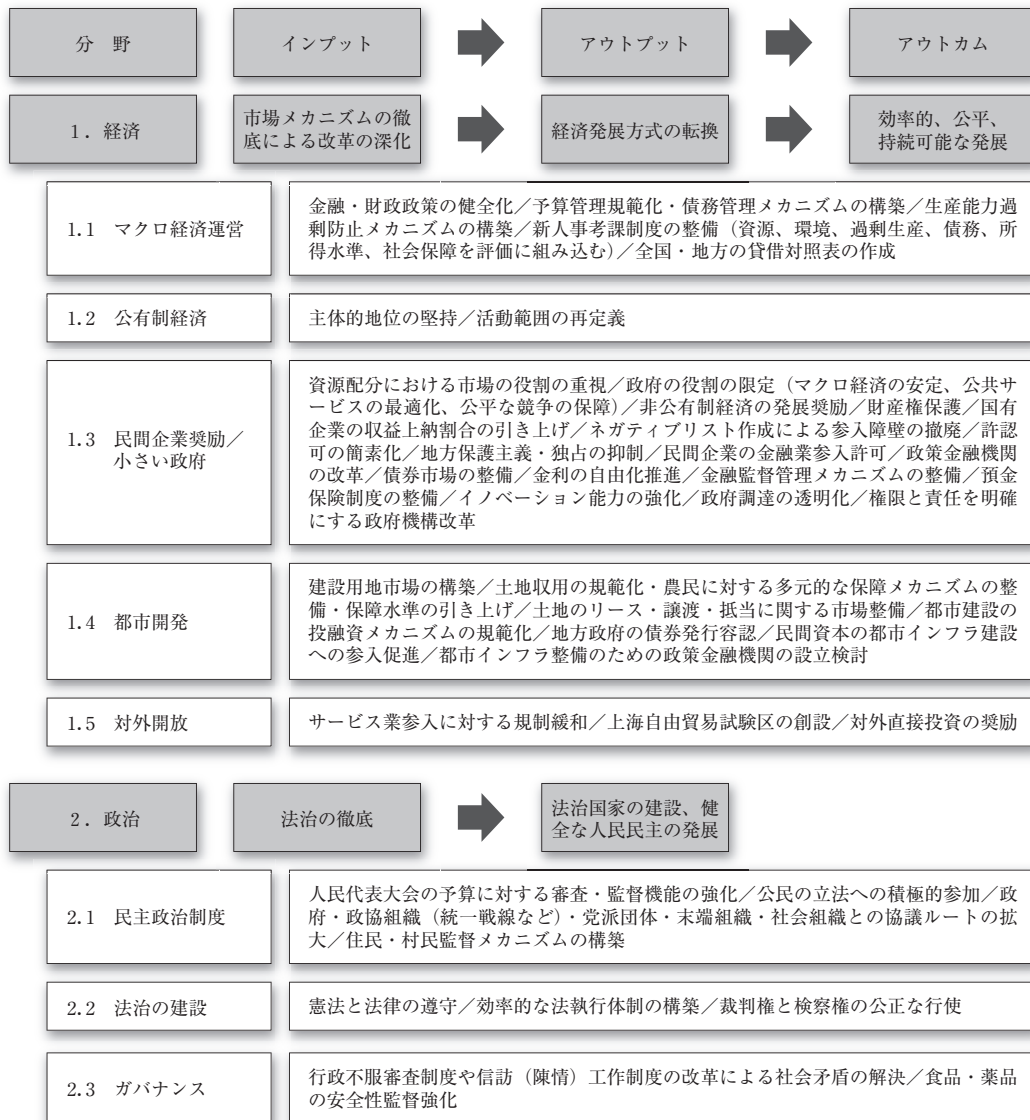 分　野
インプット
アウトプット
アウトカム
1．経済
市場メカニズムの徹
底による改革の深化
経済発展方式の転換
効率的、公平、
持続可能な発展
1.1　マクロ経済運営
金融・財政政策の健全化／予算管理規範化・債務管理メカニズムの構築／生産能力過
剰防止メカニズムの構築／新人事考課制度の整備（資源、環境、過剰生産、債務、所
得水準、社会保障を評価に組み込む）／全国・地方の貸借対照表の作成
1.2　公有制経済
主体的地位の堅持／活動範囲の再定義
1.3　民間企業奨励／
小さい政府
資源配分における市場の役割の重視／政府の役割の限定（マクロ経済の安定、公共サ
ービスの最適化、公平な競争の保障）／非公有制経済の発展奨励／財産権保護／国有
企業の収益上納割合の引き上げ／ネガティブリスト作成による参入障壁の撤廃／許認
可の簡素化／地方保護主義・独占の抑制／民間企業の金融業参入許可／政策金融機関
の改革／債券市場の整備／金利の自由化推進／金融監督管理メカニズムの整備／預金
保険制度の整備／イノベーション能力の強化／政府調達の透明化／権限と責任を明確
にする政府機構改革
1.4　都市開発
建設用地市場の構築／土地収用の規範化・農民に対する多元的な保障メカニズムの整
備・保障水準の引き上げ／土地のリース・譲渡・抵当に関する市場整備／都市建設の
投融資メカニズムの規範化／地方政府の債券発行容認／民間資本の都市インフラ建設
への参入促進／都市インフラ整備のための政策金融機関の設立検討
1.5　対外開放
サービス業参入に対する規制緩和／上海自由貿易試験区の創設／対外直接投資の奨励
2．政治
法治の徹底
法治国家の建設、健
全な人民民主の発展
2.1　民主政治制度
人民代表大会の予算に対する審査・監督機能の強化／公民の立法への積極的参加／政
府・政協組織（統一戦線など）・党派団体・末端組織・社会組織との協議ルートの拡
大／住民・村民監督メカニズムの構築
2.2　法治の建設
憲法と法律の遵守／効率的な法執行体制の構築／裁判権と検察権の公正な行使
2.3　ガバナンス
行政不服審査制度や信訪（陳情）工作制度の改革による社会矛盾の解決／食品・薬品
の安全性監督強化